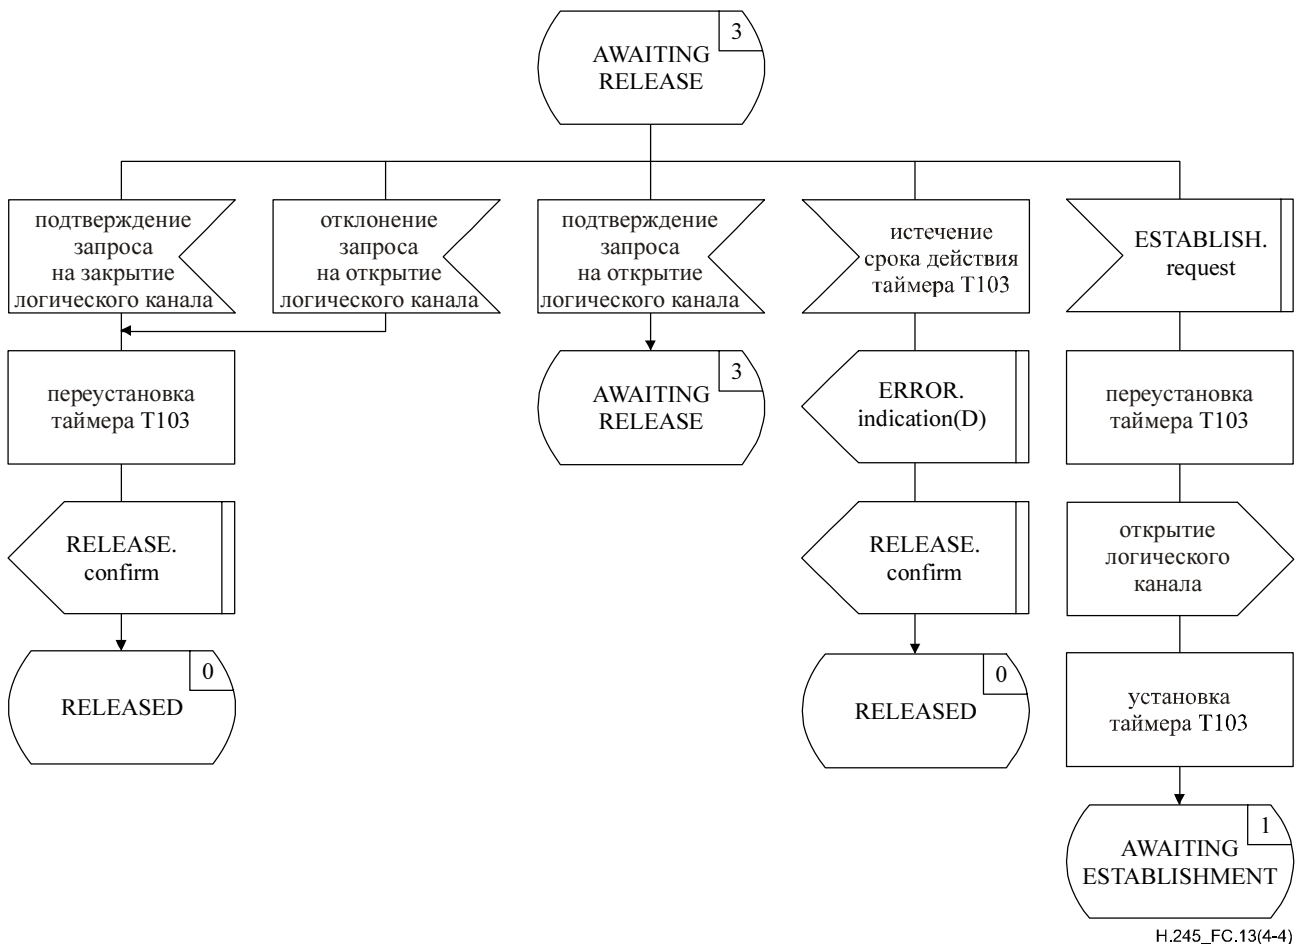 3
AWAITING
RELEASE
подтверждение
запроса
на закрытие
логического канала
отклонение
запроса
на открытие
логического канала
подтверждение
запроса
на открытие
логического канала
истечение
срока действия
таймера T103
ESTABLISH.
request
переустановка
таймера T103
3
AWAITING
RELEASE
ERROR.
indication(D)
переустановка
таймера T103
RELEASE.
confirm
RELEASE.
confirm
открытие
логического
канала
0
RELEASED
0
RELEASED
установка
таймера T103
1
AWAITING
ESTABLISHMENT
H.245_FC.13(4-4)